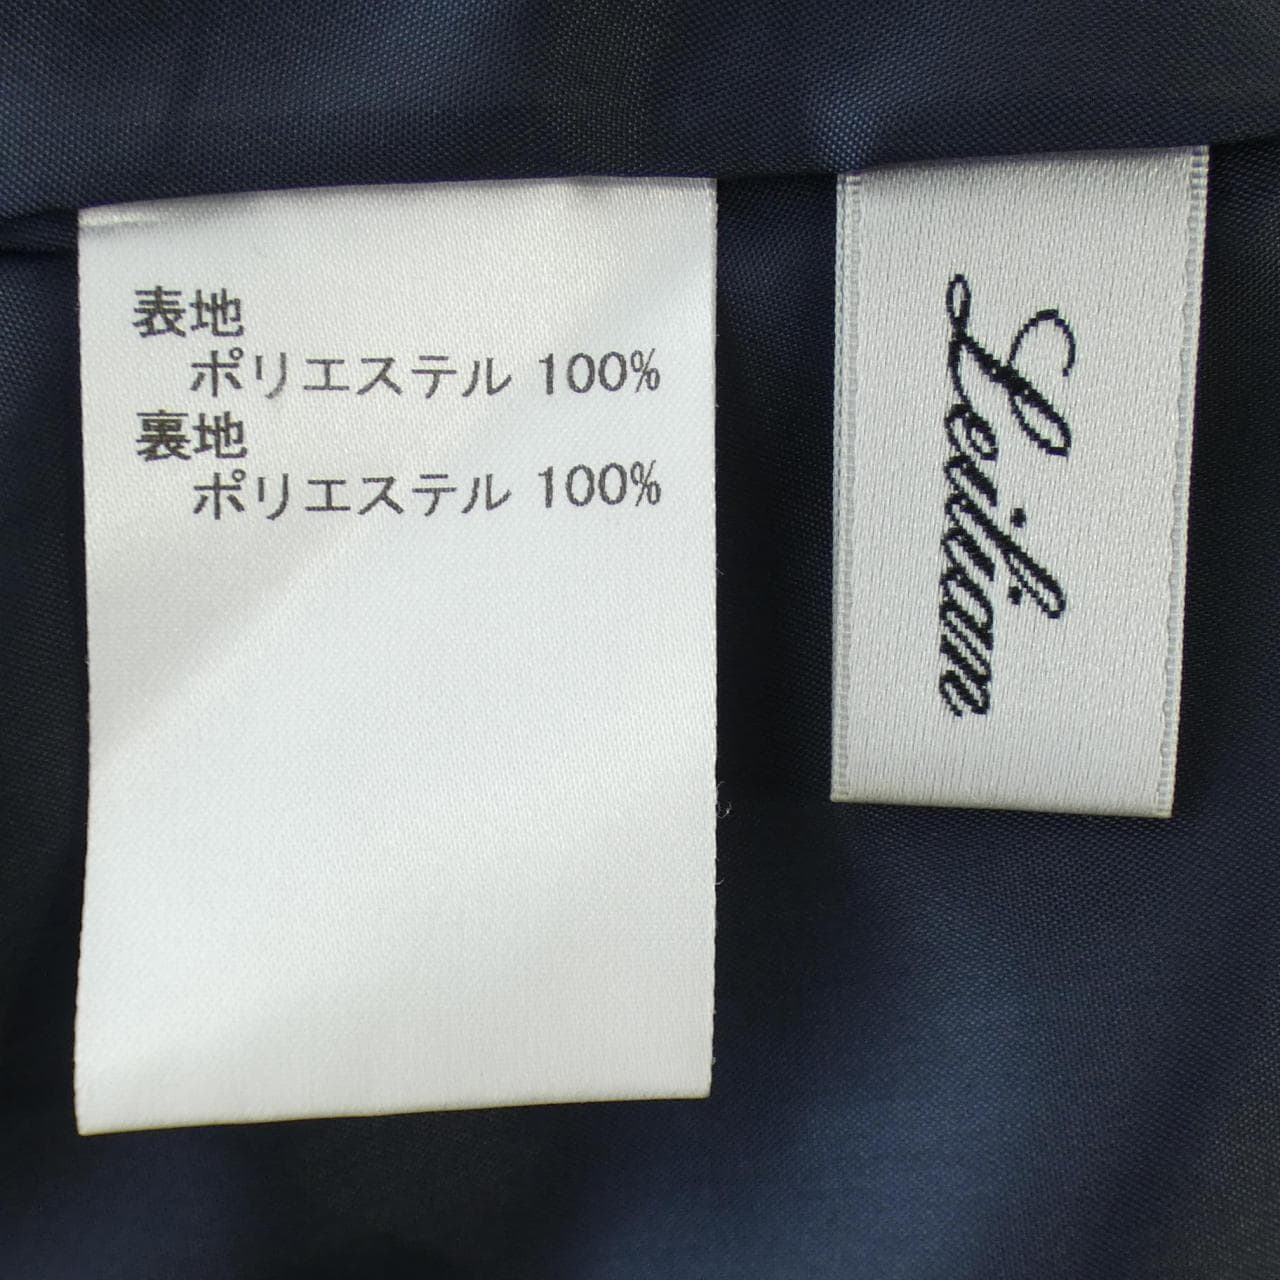 表地
ポリエステル 100%
裏地
ポリエステル 100%
Leilian